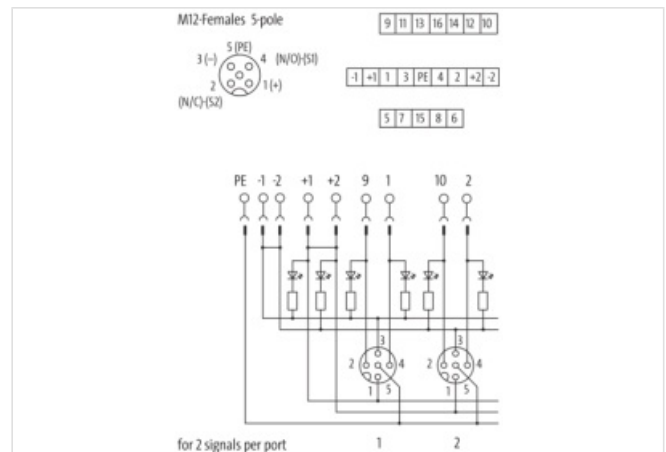 M12-Females 5-pole
5 (PE)
3 (–) 4 (N/O)-(S1)
2 1 (+)
(N/C)-(S2)
9 11 13 16 14 12 10
-1 +1 1 3 PE 4 2 +2 -2
5 7 15 8 6
PE -1 -2 +1 +2 9 1 10 2
3 3
2 4 2 4
1 5 1 5
for 2 signals per port 1 2